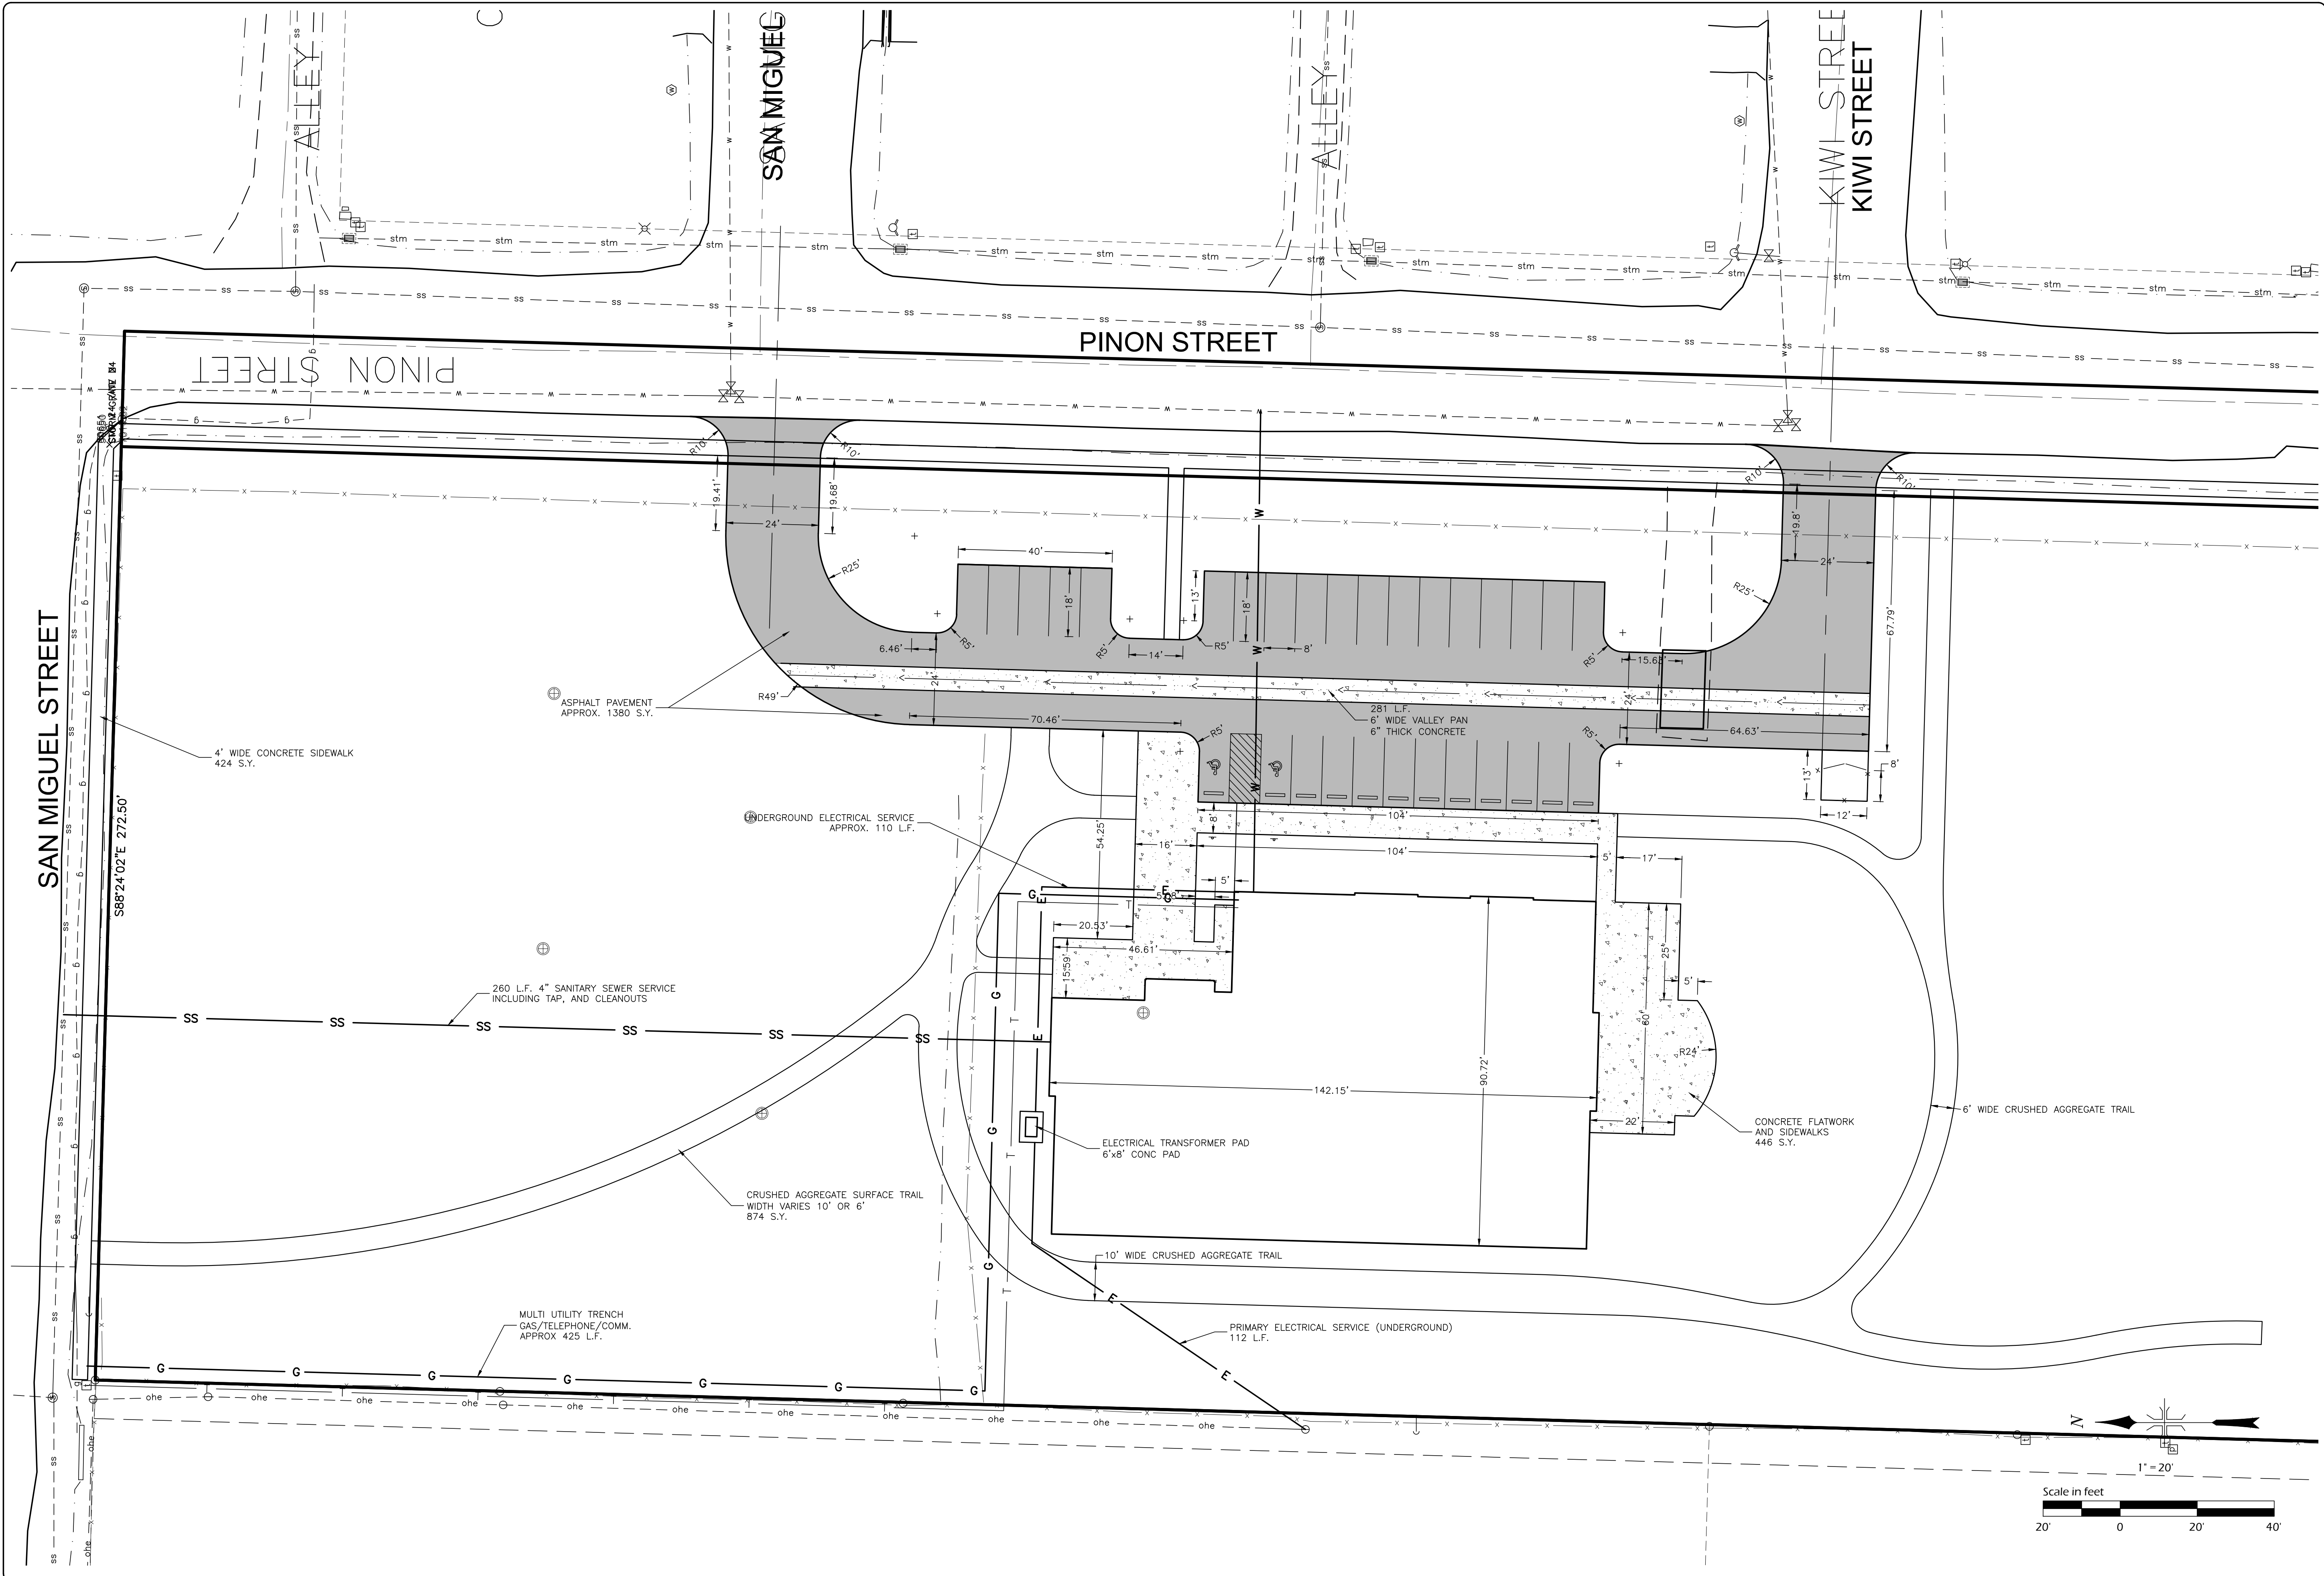 ALLEY
SAN MIGUEL
ALLEY
KIWI STREE
KIWI STREET
PINON STREET
PINON STREET
SAN MIGUEL STREET
S88°24'02"E 272.50'
R10'
R10'
19.41'
19.68'
24'
R25'
40'
18'
13'
18'
R5'
6.46'
R5'
14'
R5'
8'
24'
R49'
70.46'
R5'
R10'
R10'
19.8'
24'
R25'
67.79'
R5'
15.63'
24'
64.63'
R5'
13'
8'
12'
ASPHALT PAVEMENT
APPROX. 1380 S.Y.
281 L.F.
6' WIDE VALLEY PAN
6" THICK CONCRETE
4' WIDE CONCRETE SIDEWALK
424 S.Y.
UNDERGROUND ELECTRICAL SERVICE
APPROX. 110 L.F.
54.25'
8'
104'
16'
104'
5'
17'
5'
20.53'
46.61'
15.59'
25'
5'
60'
R24'
22'
90.72'
142.15'
260 L.F. 4" SANITARY SEWER SERVICE
INCLUDING TAP, AND CLEANOUTS
ELECTRICAL TRANSFORMER PAD
6'x8' CONC PAD
CONCRETE FLATWORK
AND SIDEWALKS
446 S.Y.
6' WIDE CRUSHED AGGREGATE TRAIL
CRUSHED AGGREGATE SURFACE TRAIL
WIDTH VARIES 10' OR 6'
874 S.Y.
10' WIDE CRUSHED AGGREGATE TRAIL
MULTI UTILITY TRENCH
GAS/TELEPHONE/COMM.
APPROX 425 L.F.
PRIMARY ELECTRICAL SERVICE (UNDERGROUND)
112 L.F.
N
1" = 20'
Scale in feet
20' 0 20' 40'